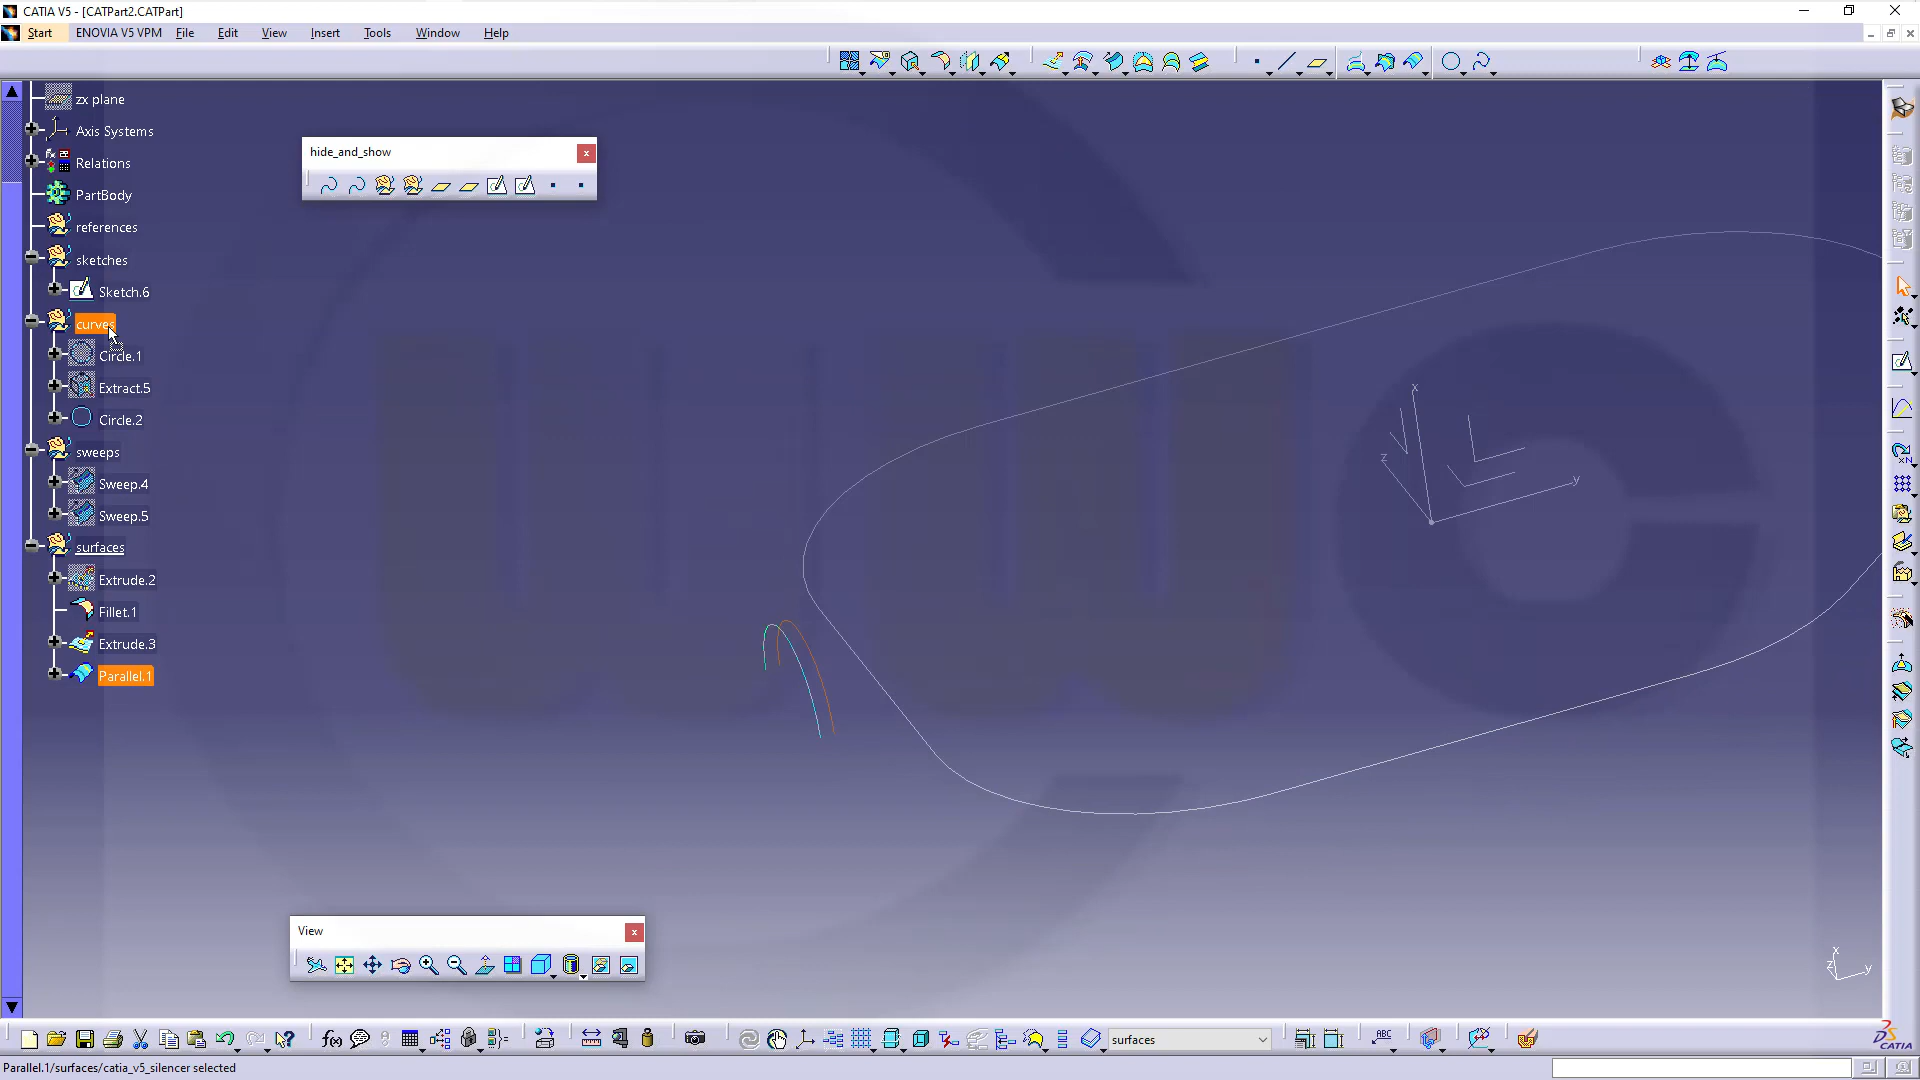 CATIA V5 - [CATPart2.CATPart]
Start ENOVIA V5 VPM File Edit View Insert Tools Window Help
zx plane
Axis Systems
Relations
PartBody
references
sketches
Sketch.6
curves
Circle.1
Extract.5
Circle.2
sweeps
Sweep.4
Sweep.5
surfaces
Extrude.2
Fillet.1
Extrude.3
Parallel.1
hide_and_show
x
z
y
View
x
z
y
surfaces
ABC
CATIA
Parallel.1/surfaces/catia_v5_silencer selected